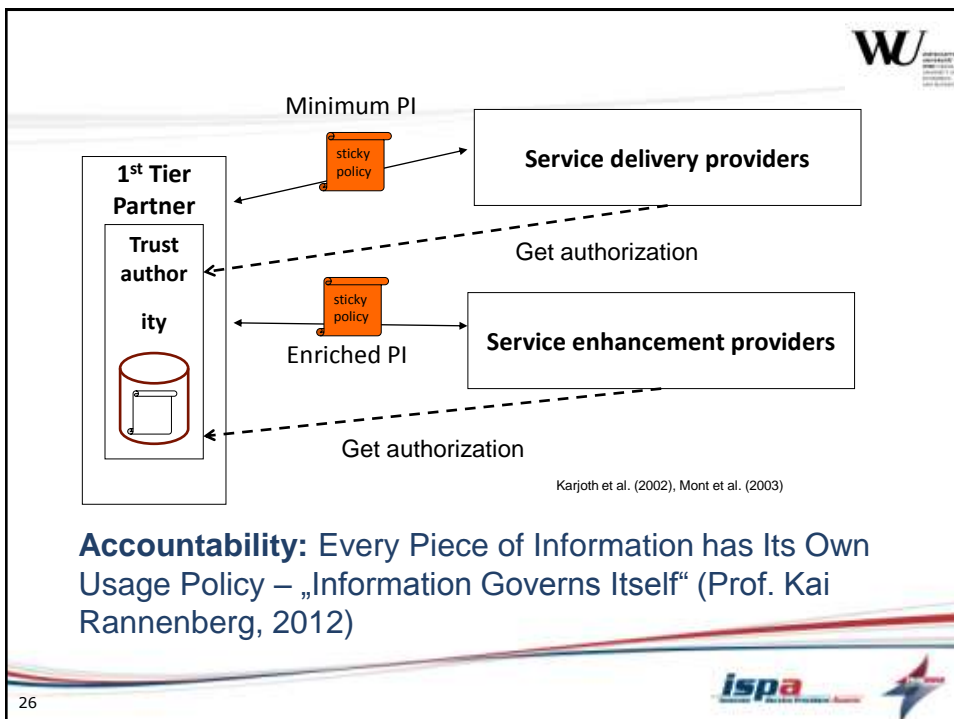 WU
Minimum PI
sticky
policy
Service delivery providers
1st Tier
Partner
Trust
author
ity
Get authorization
sticky
policy
Enriched PI
Service enhancement providers
Get authorization
Karjoth et al. (2002), Mont et al. (2003)
Accountability: Every Piece of Information has Its Own
Usage Policy – „Information Governs Itself“ (Prof. Kai
Rannenberg, 2012)
26
ispa